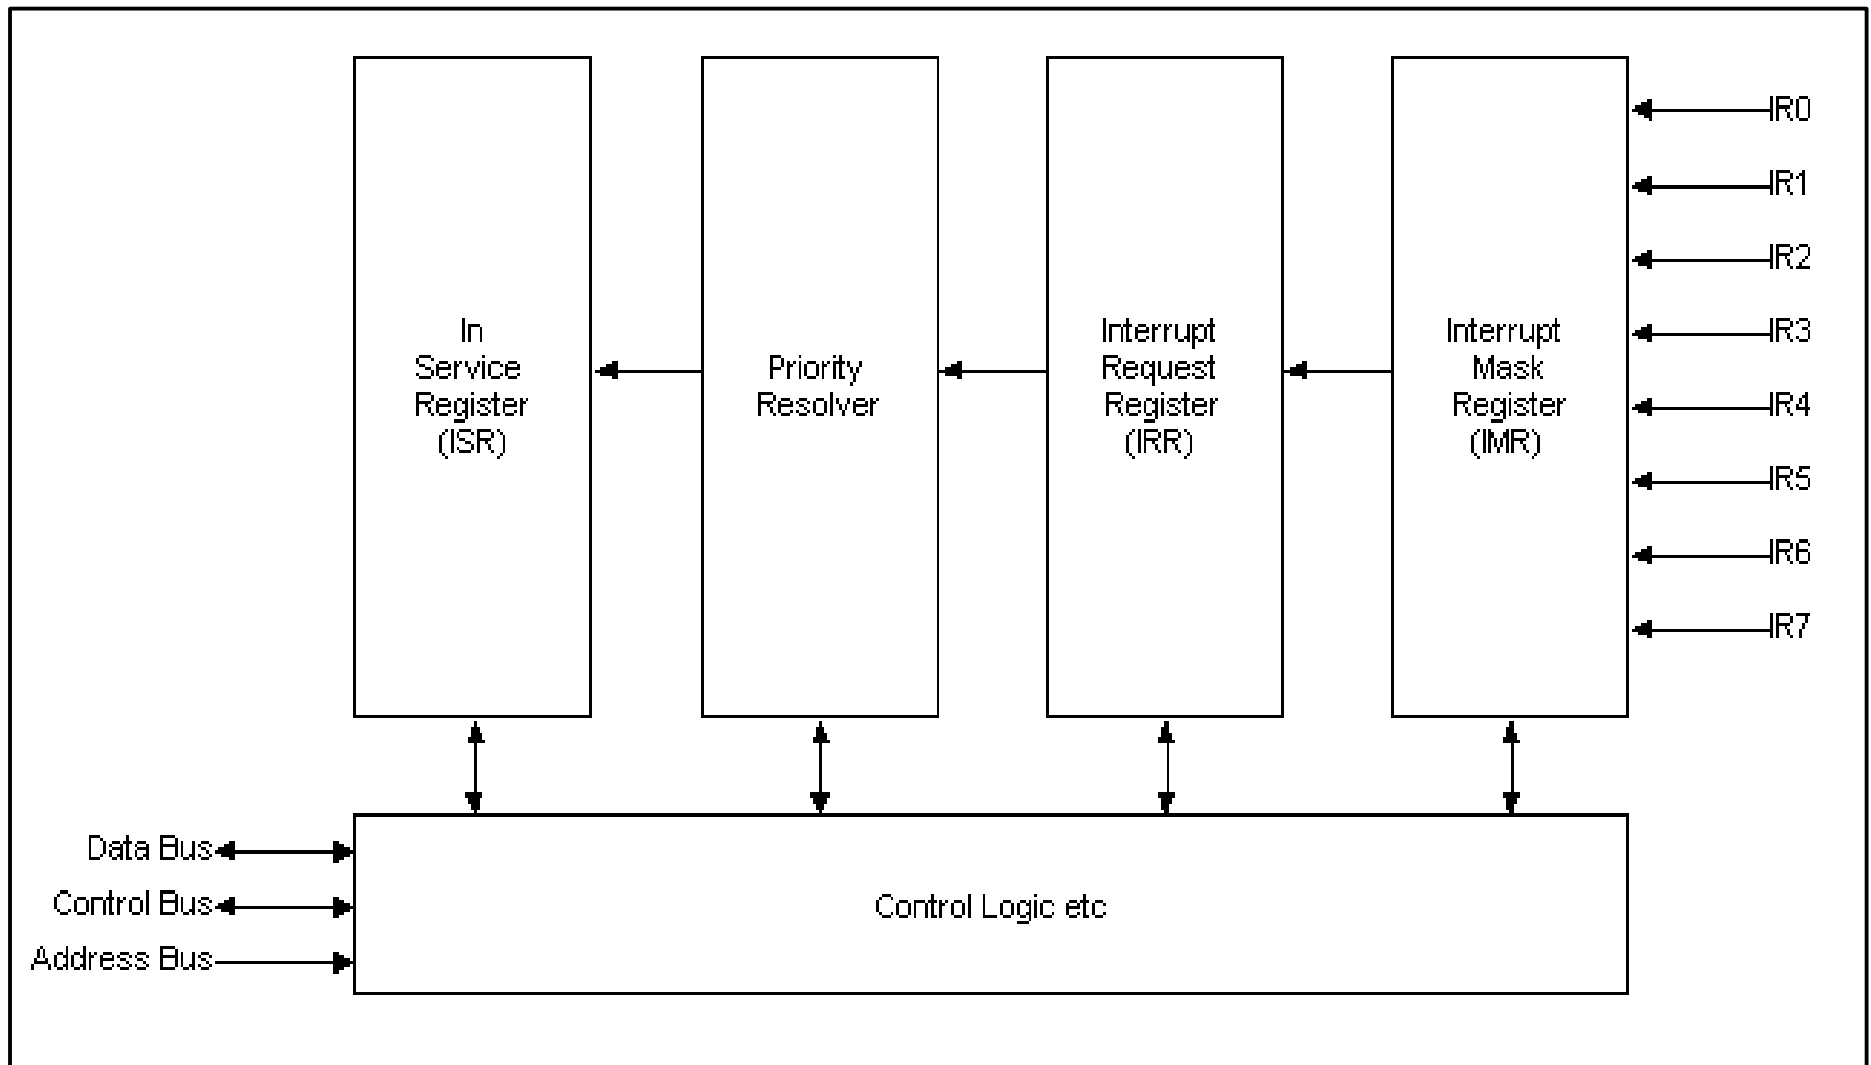 In
Service
Register
(ISR)
Priority
Resolver
Interrupt
Request
Register
(IRR)
Interrupt
Mask
Register
(IMR)
IR0
IR1
IR2
IR3
IR4
IR5
IR6
IR7
Data Bus
Control Bus
Address Bus
Control Logic etc